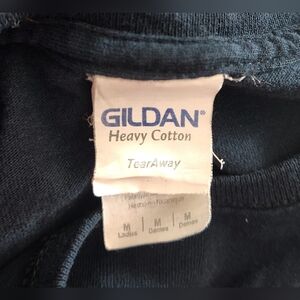 GILDAN®
Heavy Cotton
TearAway
M M M
Ladies Dames Damas